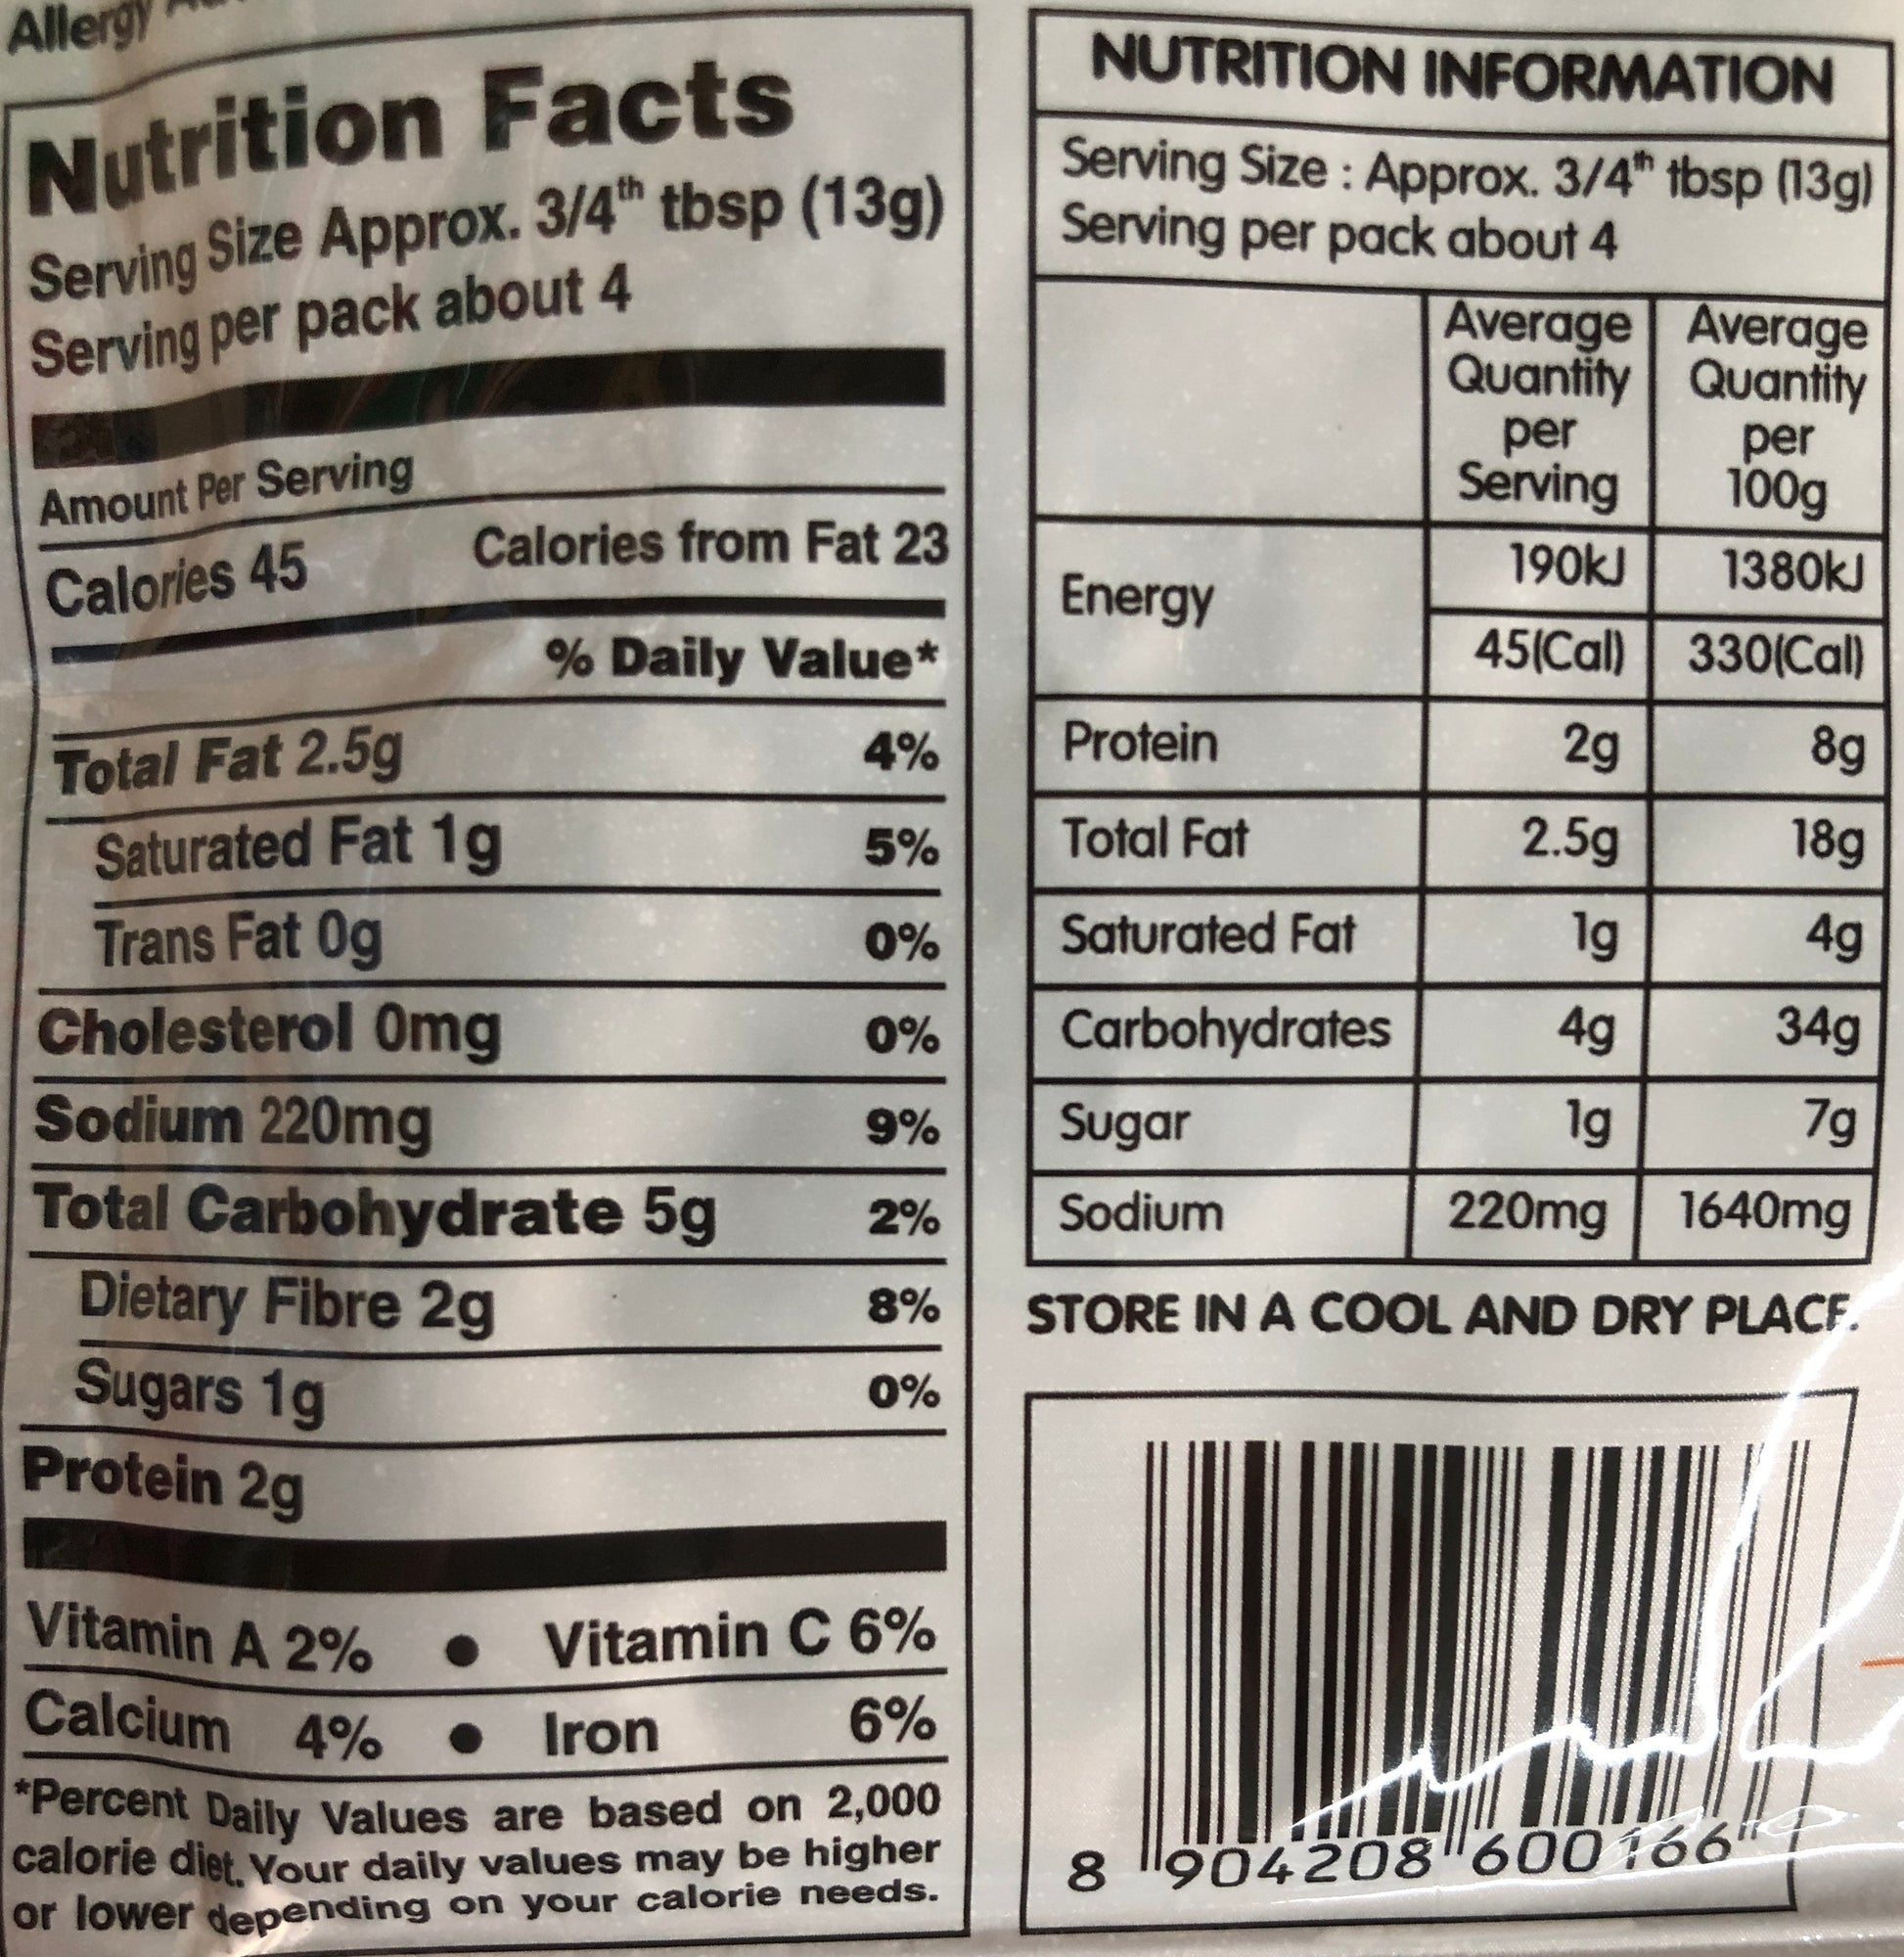 Allergy
Nutrition Facts
Serving Size Approx. 3/4th tbsp (13g)
Serving per pack about 4
Amount Per Serving
Calories 45 Calories from Fat 23
% Daily Value*
Total Fat 2.5g 4%
Saturated Fat 1g 5%
Trans Fat 0g 0%
Cholesterol 0mg 0%
Sodium 220mg 9%
Total Carbohydrate 5g 2%
Dietary Fibre 2g 8%
Sugars 1g 0%
Protein 2g
Vitamin A 2% ● Vitamin C 6%
Calcium 4% ● Iron 6%
*Percent Daily Values are based on 2,000
calorie diet. Your daily values may be higher
or lower depending on your calorie needs.
NUTRITION INFORMATION
Serving Size : Approx. 3/4th tbsp (13g)
Serving per pack about 4
Average Quantity per Serving Average Quantity per 100g
Energy 190kJ 1380kJ
45(Cal) 330(Cal)
Protein 2g 8g
Total Fat 2.5g 18g
Saturated Fat 1g 4g
Carbohydrates 4g 34g
Sugar 1g 7g
Sodium 220mg 1640mg
STORE IN A COOL AND DRY PLACE.
8 904208 600166